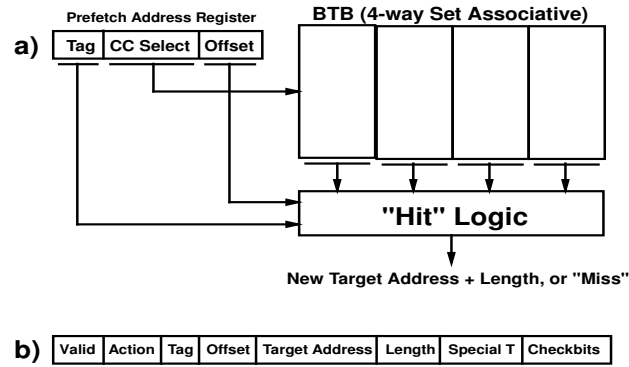 Prefetch Address Register
BTB (4-way Set Associative)
a)
Tag CC Select Offset
"Hit" Logic
New Target Address + Length, or "Miss"
b) Valid Action Tag Offset Target Address Length Special T Checkbits